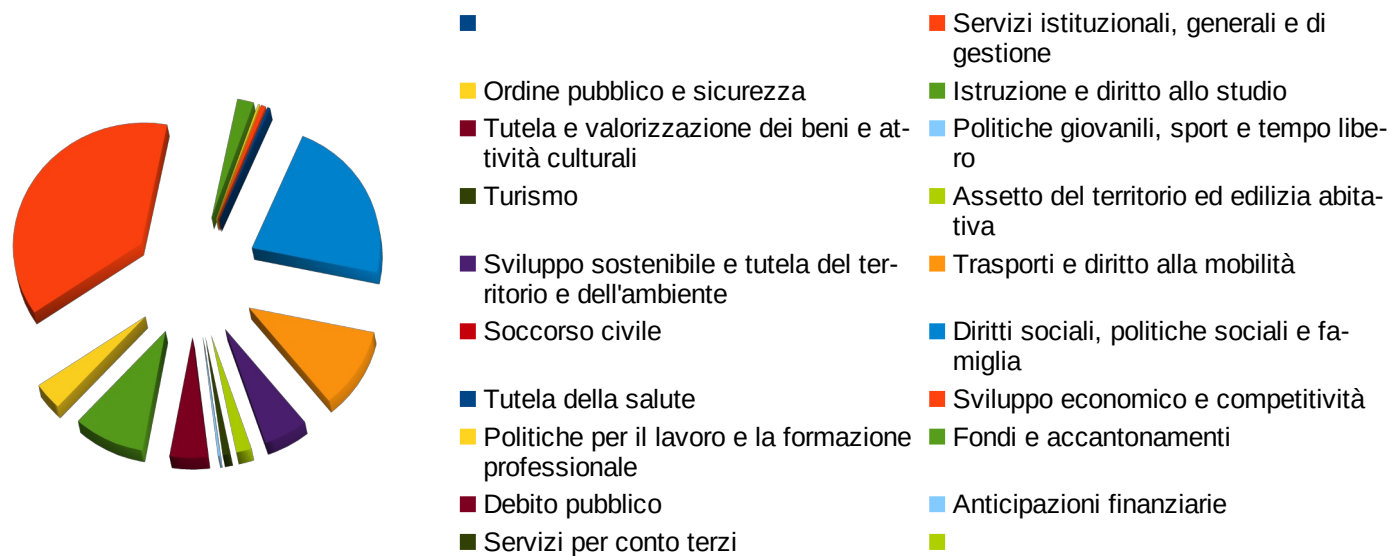 Servizi istituzionali, generali e di
gestione
Ordine pubblico e sicurezza
Istruzione e diritto allo studio
Tutela e valorizzazione dei beni e at-
tività culturali
Politiche giovanili, sport e tempo libe-
ro
Turismo
Assetto del territorio ed edilizia abita-
tiva
Sviluppo sostenibile e tutela del ter-
ritorio e dell'ambiente
Trasporti e diritto alla mobilità
Soccorso civile
Diritti sociali, politiche sociali e fa-
miglia
Tutela della salute
Sviluppo economico e competitività
Politiche per il lavoro e la formazione
professionale
Fondi e accantonamenti
Debito pubblico
Anticipazioni finanziarie
Servizi per conto terzi